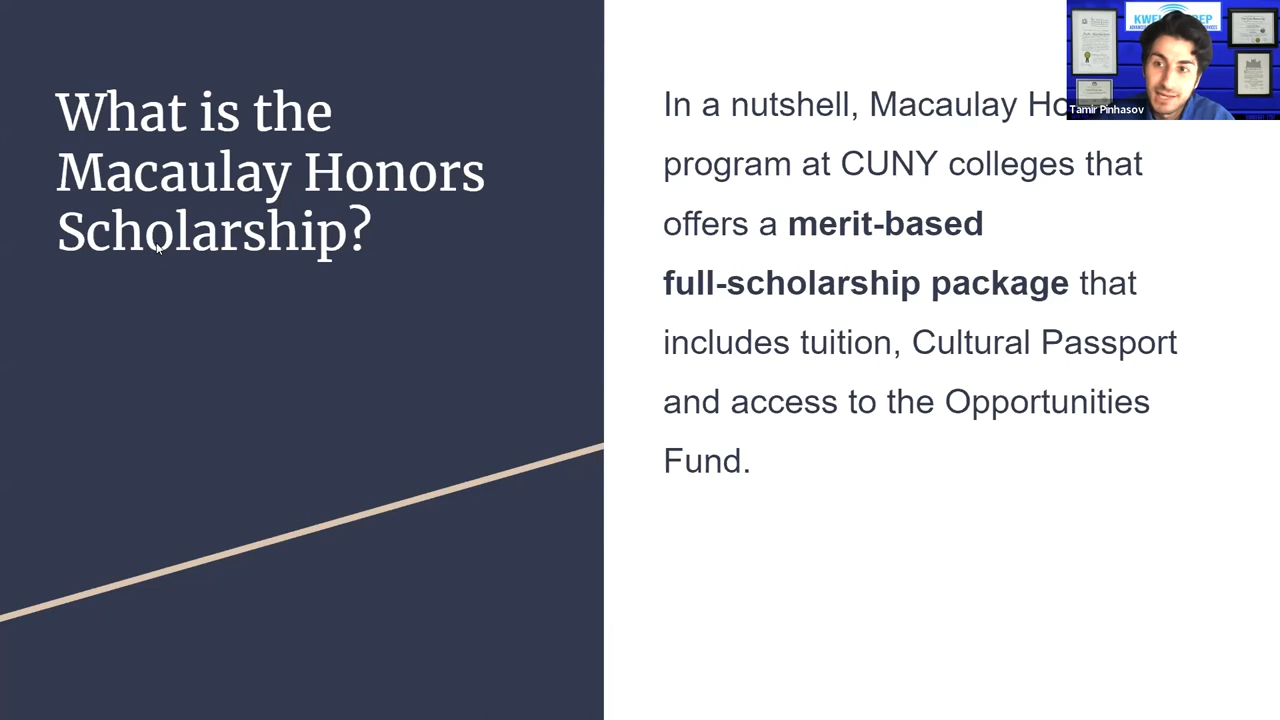 What is the
Macaulay Honors
Scholarship?
In a nutshell, Macaulay
program at CUNY colleges that
offers a merit-based
full-scholarship package that
includes tuition, Cultural Passport
and access to the Opportunities
Fund.
Tamir Pinhasov